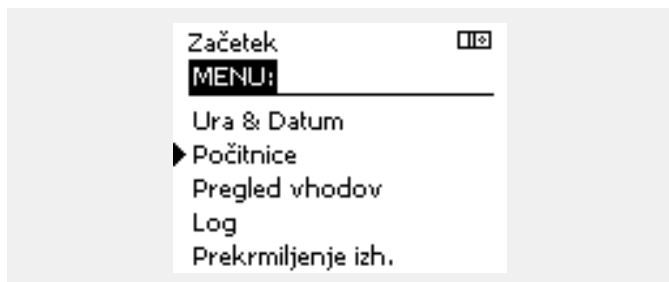 Začetek
MENU:
Ura & Datum
Počitnice
Pregled vhodov
Log
Prekrmiljenje izh.